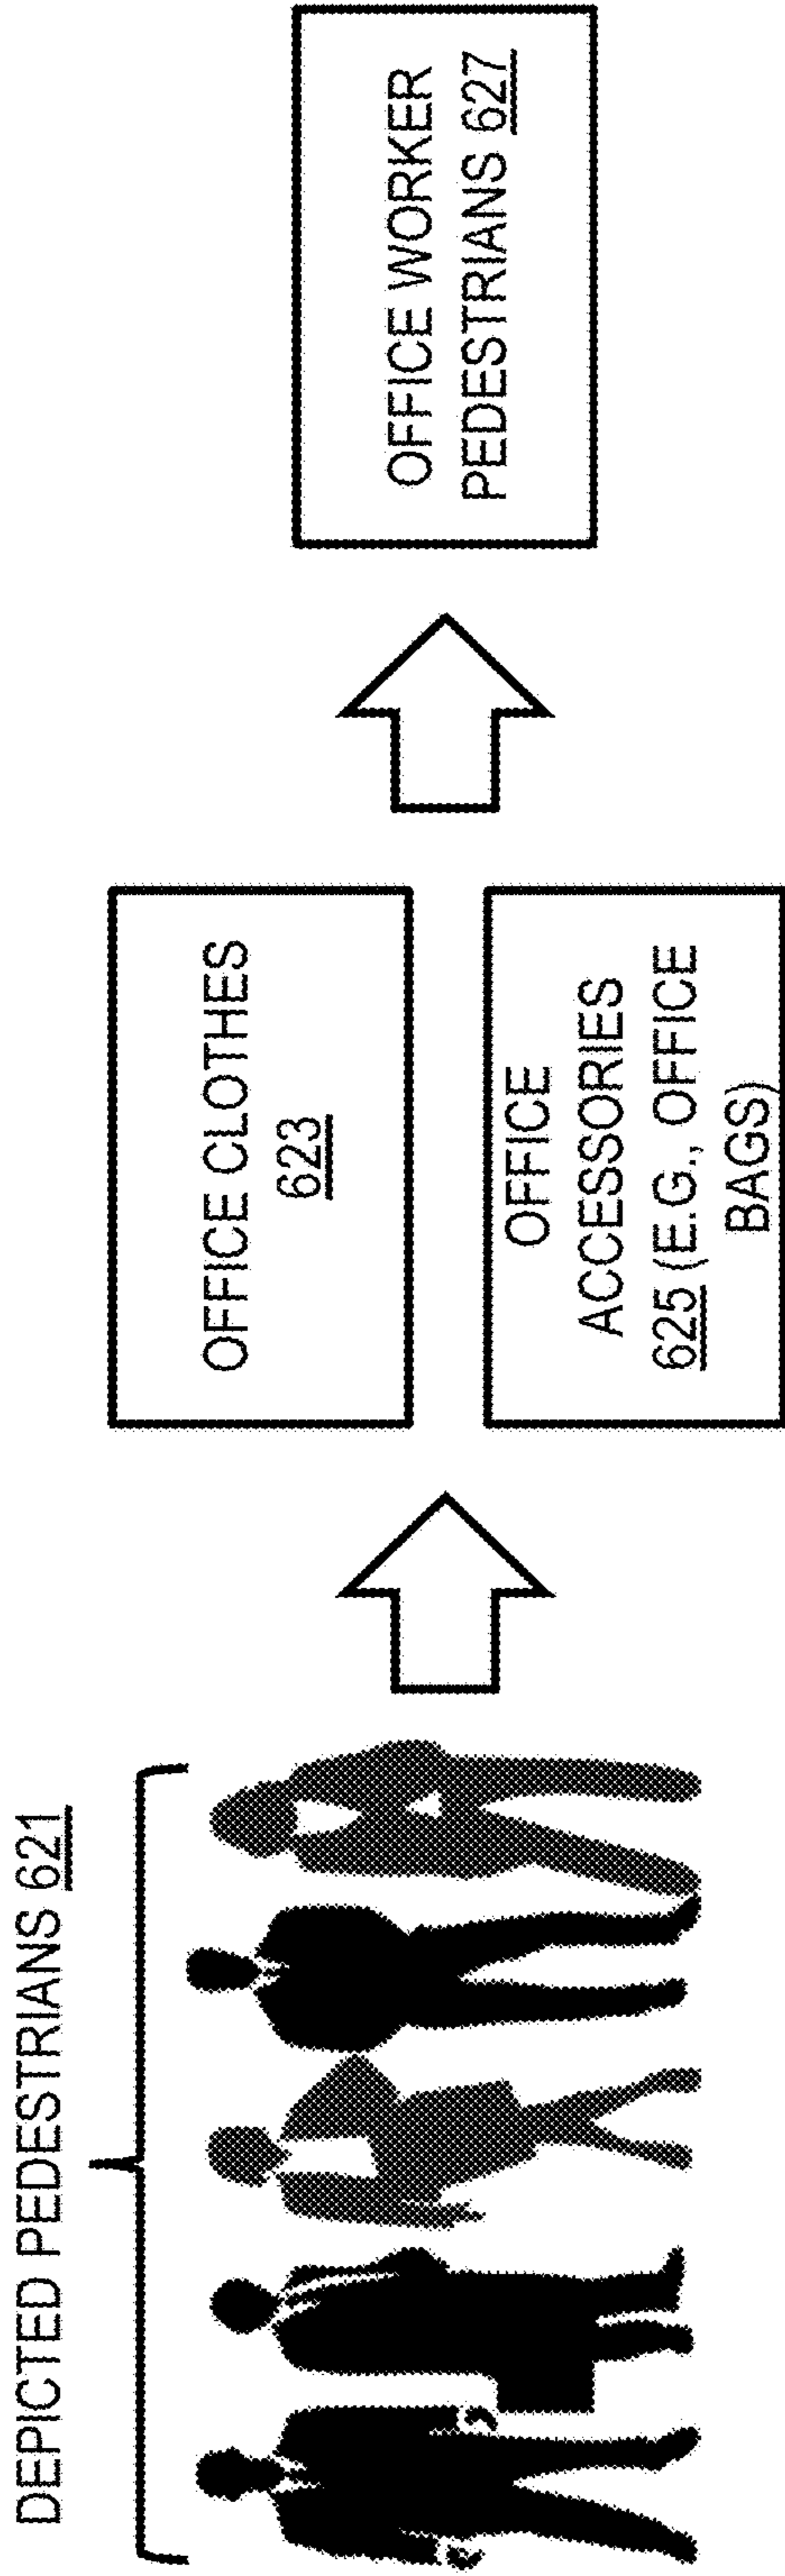 DEPICTED PEDESTRIANS 621
OFFICE CLOTHES
623
OFFICE
ACCESSORIES
625 (E.G., OFFICE
BAGS)
OFFICE WORKER
PEDESTRIANS 627